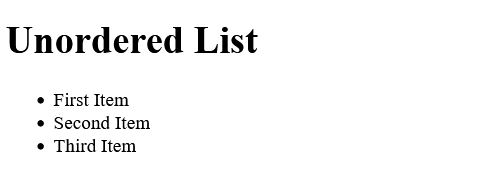 Unordered List
• First Item
• Second Item
• Third Item